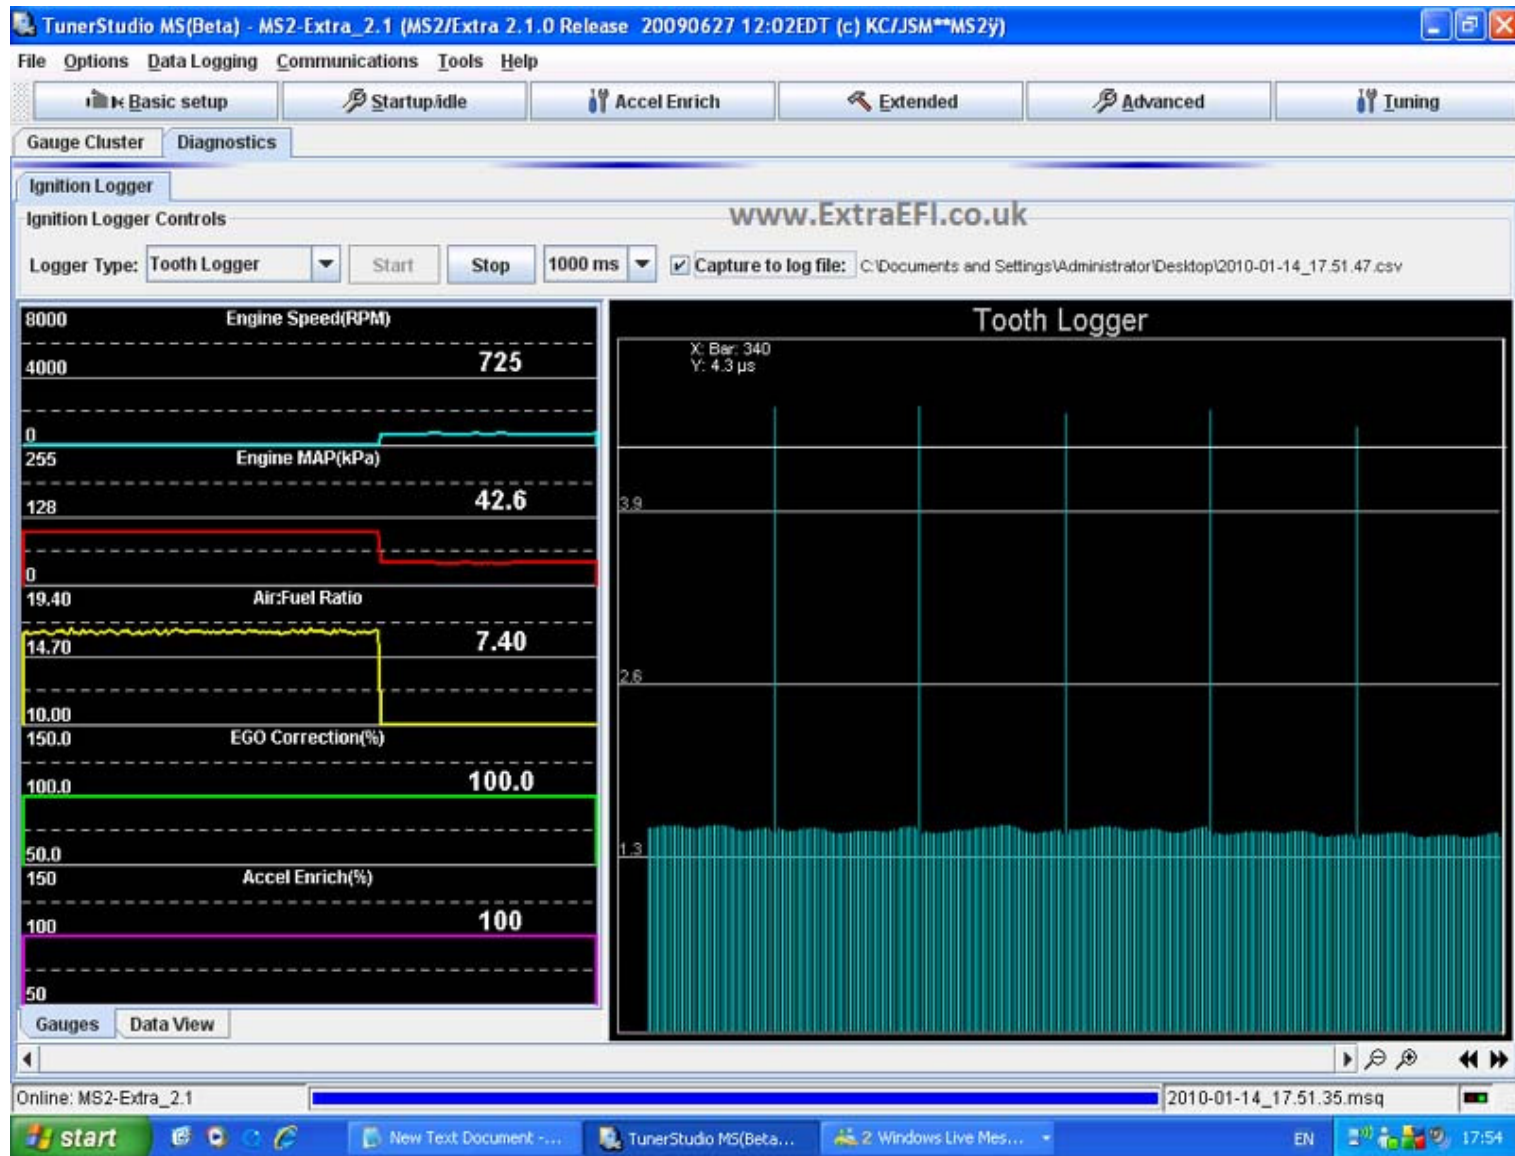 TunerStudio MS(Beta) - MS2-Extra_2.1 (MS2/Extra 2.1.0 Release 20090627 12:02EDT (c) KC/JSM**MS2ÿ)
File Options Data Logging Communications Tools Help
Basic setup Startup/idle Accel Enrich Extended Advanced Tuning
Gauge Cluster Diagnostics
Ignition Logger
Ignition Logger Controls
www.ExtraEFI.co.uk
Logger Type: Tooth Logger Start Stop 1000 ms Capture to log file: C:\Documents and Settings\Administrator\Desktop\2010-01-14_17.51.47.csv
8000 Engine Speed(RPM)
725
4000
0
255 Engine MAP(kPa)
42.6
128
0
19.40 Air:Fuel Ratio
7.40
14.70
10.00
150.0 EGO Correction(%)
100.0
100.0
50.0
150 Accel Enrich(%)
100
100
50
Gauges Data View
Tooth Logger
X: Bar: 340
Y: 4.3 µs
3.9
2.6
1.3
Online: MS2-Extra_2.1 2010-01-14_17.51.35.msq
start New Text Document -... TunerStudio MS(Beta... 2 Windows Live Mes... EN 17:54